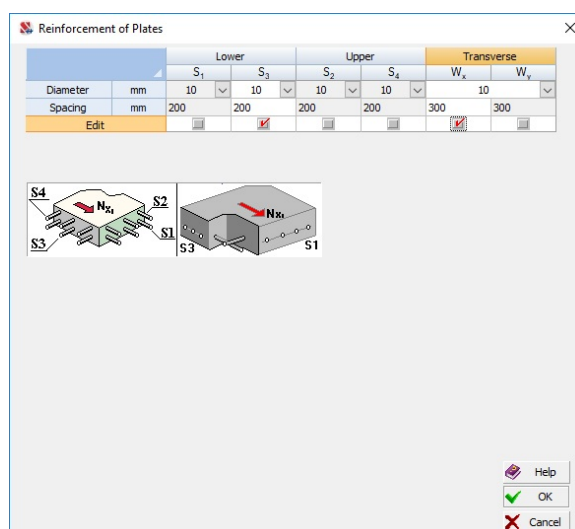 Reinforcement of Plates
Lower Upper Transverse
S1 S3 S2 S4 Wx Wy
Diameter mm 10 10 10 10 10
Spacing mm 200 200 200 200 300 300
Edit
S4 Nx1 S2 S1 S3
Nx1 S3 S1
Help
OK
Cancel